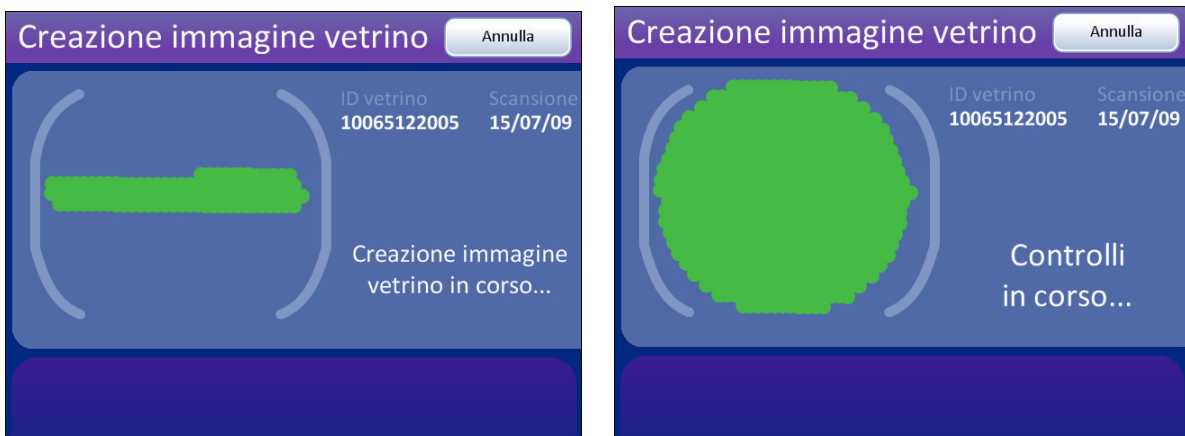 Creazione immagine vetrino
Annulla
ID vetrino
Scansione
10065122005
15/07/09
Creazione immagine
vetrino in corso...
Creazione immagine vetrino
Annulla
ID vetrino
Scansione
10065122005
15/07/09
Controlli
in corso...